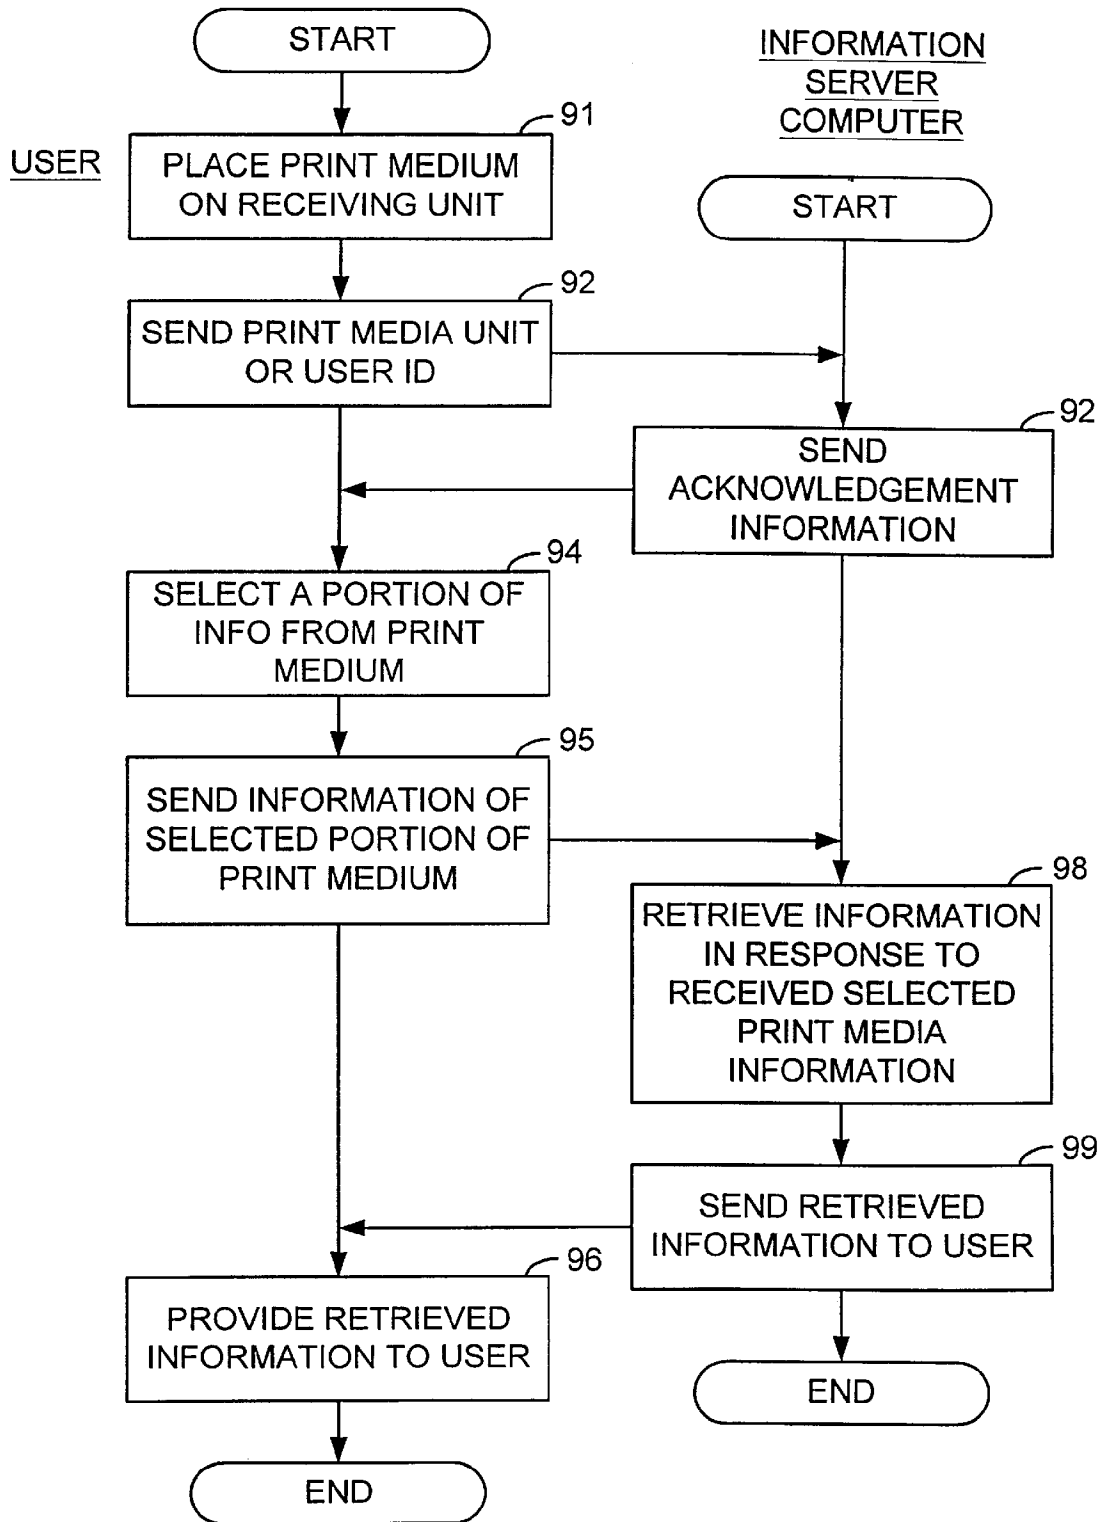 START
INFORMATION
SERVER
COMPUTER
USER
91
PLACE PRINT MEDIUM
ON RECEIVING UNIT
START
92
SEND PRINT MEDIA UNIT
OR USER ID
92
SEND
ACKNOWLEDGEMENT
INFORMATION
94
SELECT A PORTION OF
INFO FROM PRINT
MEDIUM
95
SEND INFORMATION OF
SELECTED PORTION OF
PRINT MEDIUM
98
RETRIEVE INFORMATION
IN RESPONSE TO
RECEIVED SELECTED
PRINT MEDIA
INFORMATION
99
SEND RETRIEVED
INFORMATION TO USER
96
PROVIDE RETRIEVED
INFORMATION TO USER
END
END